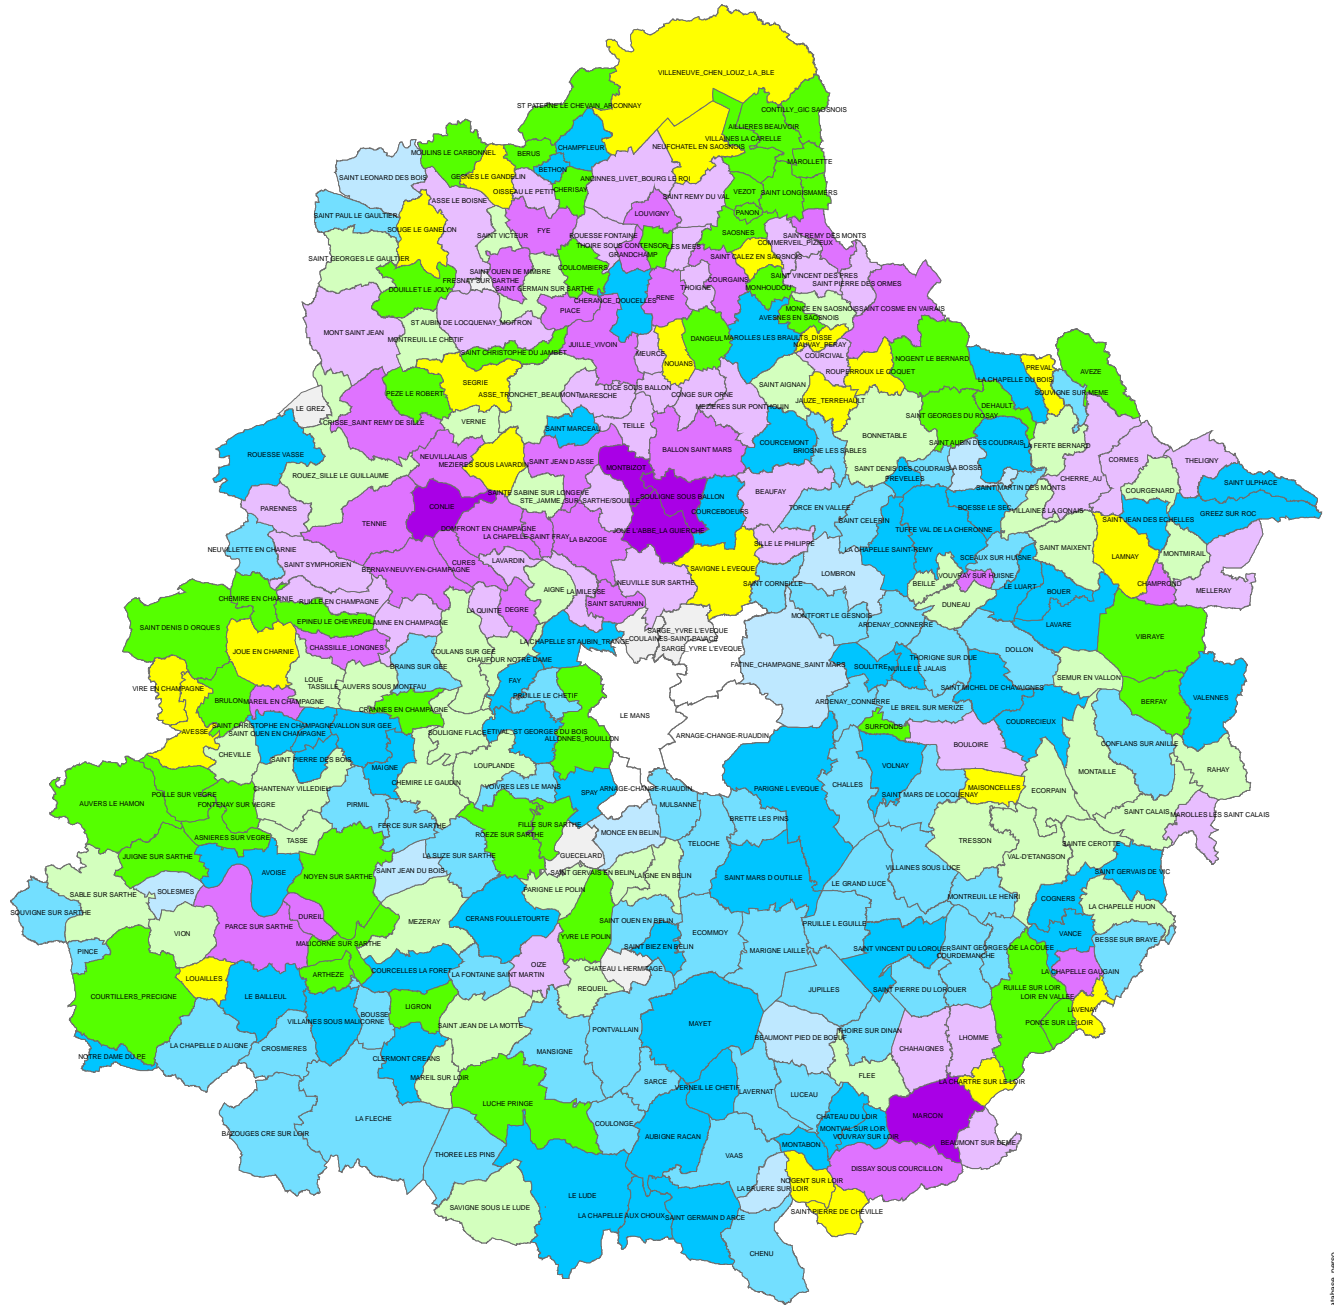 VILLENEUVE_CHEN_LOUZ_LA_BLE
ST PATERNE LE CHEVAIN_ARCONNAY
CONTILLY_GIC SAOSNOIS
AILLIERES BEAUVOIR
VILLAINES LA CARELLE
CHAMPFLEUR
NEUFCHATEL EN SAOSNOIS
MOULINS LE CARBONNEL
BERUS
MAROLLETTE
BETHON
SAINT LEONARD DES BOIS
GESNES LE GANDELIN
ANCINNES_LIVET_BOURG LE ROI
OISSEAU LE PETIT
CHERISAY
VEZOT
SAINT LONGIS
MAMERS
SAINT REMY DU VAL
ASSE LE BOISNE
SAINT PAUL LE GAULTIER
LOUVIGNY
PANON
SOUGE LE GANELON
FYE
SAINT VICTEUR
ROUESSE FONTAINE
SAOSNES
SAINT REMY DES MONTS
COMMERVEIL_PIZIEUX
THOIRE SOUS CONTENSOR
LES MEES
GRANDCHAMP
SAINT CALEZ EN SAOSNOIS
SAINT GEORGES LE GAULTIER
COULOMBIERS
SAINT OUEN DE MIMBRE
SAINT VINCENT DES PRES
FRESNAY SUR SARTHE
COURGAINS
SAINT PIERRE DES ORMES
DOUILLET LE JOLY
SAINT GERMAIN SUR SARTHE
THOIGNE
MONHOUDOU
CHERANCE_DOUCELLES
RENE
PIACE
MONCE EN SAOSNOIS
SAINT COSME EN VAIRAIS
AVESNES EN SAOSNOIS
ST AUBIN DE LOCQUENAY_MOITRON
MONT SAINT JEAN
MONTREUIL LE CHETIF
DANGEUL
MAROLLES LES BRAULTS_DISSE
JUILLE_VIVOIN
NAUVAY_PERAY
SAINT CHRISTOPHE DU JAMBET
MEURCE
COURCIVAL
NOGENT LE BERNARD
NOUANS
ROUPERROUX LE COQUET
PREVAL
AVEZE
LA CHAPELLE DU BOIS
SEGRIE
SAINT AIGNAN
LUCE SOUS BALLON
PEZE LE ROBERT
ASSE_TRONCHET_BEAUMONT
MARESCHE
CONGE SUR ORNE
SOUVIGNE SUR MEME
JAUZE_TERREHAULT
DEHAULT
MEZIERES SUR PONTHOUIN
LE GREZ
SAINT GEORGES DU ROSAY
CRISSE_SAINT REMY DE SILLE
VERNIE
TEILLE
SAINT MARCEAU
BONNETABLE
COURCEMONT
SAINT AUBIN DES COUDRAIS
LA FERTE BERNARD
BALLON SAINT MARS
BRIOSNE LES SABLES
ROUESSE VASSE
NEUVILLALAIS
MEZIERES SOUS LAVARDIN
SAINT JEAN D ASSE
CORMES
THELIGNY
MONTBIZOT
SAINT DENIS DES COUDRAIS
LA BOSSE
ROUEZ_SILLE LE GUILLAUME
PREVELLES
CHERRE_AU
SAINT ULPHACE
SAINT MARTIN DES MONTS
COURGENARD
SAINTE SABINE SUR LONGEVE
BEAUFAY
SOULIGNE SOUS BALLON
STE_JAMME_SUR_SARTHE/SOUILLE
CONLIE
TORCE EN VALLEE
BOESSE LE SEC
VILLAINES LA GONAIS
PARENNES
COURCEBOEUFS
GREEZ SUR ROC
SAINT CELERIN
SAINT JEAN DES ECHELLES
TENNIE
DOMFRONT EN CHAMPAGNE
JOUE L'ABBE_LA GUIERCHE
TUFFE VAL DE LA CHERONNE
LA CHAPELLE SAINT FRAY
LA BAZOGE
SILLE LE PHILIPPE
NEUVILLETTE EN CHARNIE
LA CHAPELLE SAINT-REMY
SAINT MAIXENT
MONTMIRAIL
LAVARDIN
SCEAUX SUR HUISNE
LAMNAY
SAINT SYMPHORIEN
CURES
BERNAY-NEUVY-EN-CHAMPAGNE
SAVIGNE L EVEQUE
LOMBRON
VOUVRAY SUR HUISNE
BEILLE
NEUVILLE SUR SARTHE
SAINT CORNEILLE
CHAMPROND
LE LUART
AIGNE
LA MILESSE
BOUER
MELLERAY
CHEMIRE EN CHARNIE
RUILLE EN CHAMPAGNE
SAINT SATURNIN
DUNEAU
LA QUINTE
DEGRE
MONTFORT LE GESNOIS
EPINEU LE CHEVREUIL
ARDENAY_CONNERRE
LAVARE
SAINT DENIS D ORQUES
SARGE_YVRE L'EVEQUE
VIBRAYE
COULAINES-SAINT-PAVACE
LA CHAPELLE ST AUBIN_TRANGE
CHASSILLE_LONGNES
SARGE_YVRE L'EVEQUE
DOLLON
JOUE EN CHARNIE
COULANS SUR GEE
THORIGNE SUR DUE
CHAUFOUR NOTRE DAME
FATINE_CHAMPAGNE_SAINT MARS
BRAINS SUR GEE
SOULITRE
NUILLE LE JALAIS
SEMUR EN VALLON
LOUE
FAY
VIRE EN CHAMPAGNE
TASSILLE_AUVERS SOUS MONTFAU
SAINT MICHEL DE CHAVAIGNES
PRUILLE LE CHETIF
BRULON
MAREIL EN CHAMPAGNE
BERFAY
VALENNES
ARDENAY_CONNERRE
CRANNES EN CHAMPAGNE
LE BREIL SUR MERIZE
LE MANS
COUDRECIEUX
SAINT CHRISTOPHE EN CHAMPAGNE
VALLON SUR GEE
SURFONDS
AVESSE
SAINT OUEN EN CHAMPAGNE
SOULIGNE FLACE
ETIVAL_ST GEORGES DU BOIS
ALLONNES_ROUILLON
ARNAGE-CHANGE-RUAUDIN
BOULOIRE
CONFLANS SUR ANILLE
CHEVILLE
SAINT PIERRE DES BOIS
MAIGNE
LOUPLANDE
VOLNAY
RAHAY
MONTAILLE
CHEMIRE LE GAUDIN
VOIVRES LES LE MANS
CHANTENAY VILLEDIEU
ARNAGE-CHANGE-RUAUDIN
PARIGNE L EVEQUE
CHALLES
MAISONCELLES
ECORPAIN
POILLE SUR VEGRE
SPAY
SAINT MARS DE LOCQUENAY
AUVERS LE HAMON
FONTENAY SUR VEGRE
PIRMIL
MULSANNE
SAINT CALAIS
MAROLLES LES SAINT CALAIS
BRETTE LES PINS
FERCE SUR SARTHE
FILLE SUR SARTHE
MONCE EN BELIN
ROEZE SUR SARTHE
ASNIERES SUR VEGRE
TASSE
TELOCHE
TRESSON
SAINTE CEROTTE
JUIGNE SUR SARTHE
LA SUZE SUR SARTHE
GUECELARD
VAL-D'ETANGSON
AVOISE
SAINT JEAN DU BOIS
SAINT GERVAIS EN BELIN
LAIGNE EN BELIN
VILLAINES SOUS LUCE
SAINT GERVAIS DE VIC
NOYEN SUR SARTHE
SAINT MARS D OUTILLE
LE GRAND LUCE
SABLE SUR SARTHE
SOLESMES
PARIGNE LE POLIN
MONTREUIL LE HENRI
COGNERS
LA CHAPELLE HUON
SOUVIGNE SUR SARTHE
DUREIL
CERANS FOULLETOURTE
SAINT OUEN EN BELIN
PRUILLE L EGUILLE
MEZERAY
PARCE SUR SARTHE
VION
YVRE LE POLIN
ECOMMOY
VANCE
BESSE SUR BRAYE
MALICORNE SUR SARTHE
SAINT BIEZ EN BELIN
SAINT VINCENT DU LOROUER
SAINT GEORGES DE LA COUEE
PINCE
MARIGNE LAILLE
COURDEMANCHE
OIZE
CHATEAU L HERMITAGE
COURCELLES LA FORET
LOUAILLES
ARTHEZE
LA FONTAINE SAINT MARTIN
LA CHAPELLE GAUGAIN
REQUEIL
JUPILLES
SAINT PIERRE DU LOROUER
RUILLE SUR LOIR
COURTILLERS_PRECIGNE
LE BAILLEUL
LOIR EN VALLEE
LIGRON
LAVENAY
BOUSSE
VILLAINES SOUS MALICORNE
SAINT JEAN DE LA MOTTE
MAYET
PONCE SUR LE LOIR
PONTVALLAIN
THOIRE SUR DINAN
BEAUMONT PIED DE BOEUF
LHOMME
LA CHAPELLE D ALIGNE
CROSMIERES
CHAHAIGNES
MANSIGNE
NOTRE DAME DU PE
CLERMONT CREANS
FLEE
MAREIL SUR LOIR
SARCE
LA CHARTRE SUR LE LOIR
VERNEIL LE CHETIF
LAVERNAT
LUCEAU
LUCHE PRINGE
MARCON
LA FLECHE
CHATEAU DU LOIR
COULONGE
MONTVAL SUR LOIR
BAZOUGES CRE SUR LOIR
AUBIGNE RACAN
VOUVRAY SUR LOIR
BEAUMONT SUR DEME
MONTABON
THOREE LES PINS
VAAS
DISSAY SOUS COURCILLON
NOGENT SUR LOIR
LA BRUERE SUR LOIR
LE LUDE
SAVIGNE SOUS LE LUDE
SAINT PIERRE DE CHEVILLE
LA CHAPELLE AUX CHOUX
SAINT GERMAIN D ARCE
CHENU